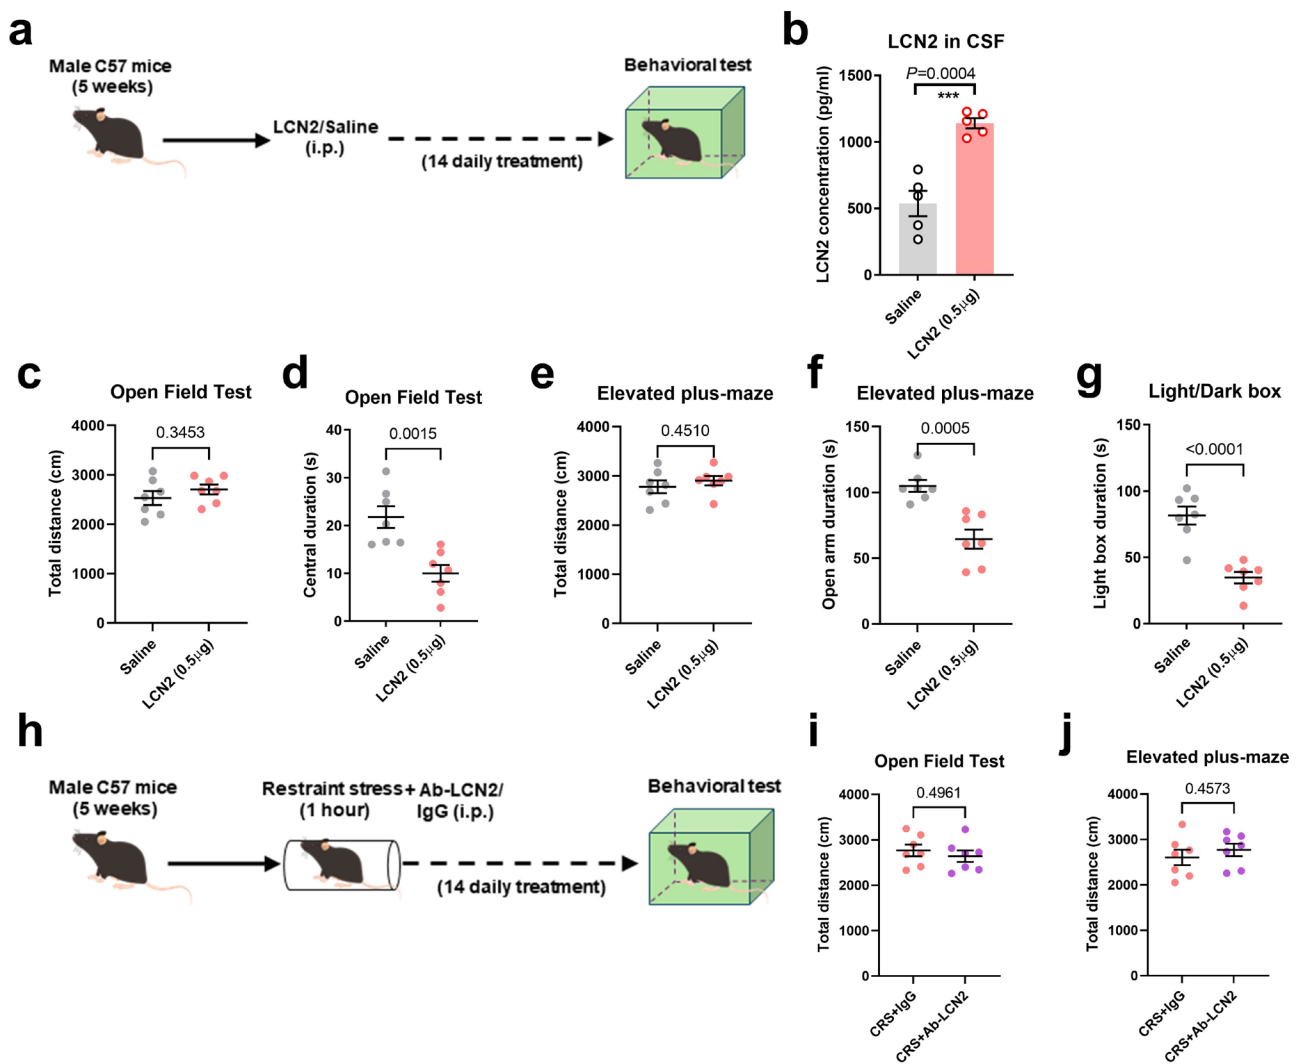 a
Male C57 mice
(5 weeks)
LCN2/Saline
(i.p.)
(14 daily treatment)
Behavioral test
b
LCN2 in CSF
P=0.0004
***
LCN2 concentration (pg/ml)
1500
1000
500
0
Saline
LCN2 (0.5μg)
c
Open Field Test
0.3453
Total distance (cm)
4000
3000
2000
1000
0
Saline
LCN2 (0.5μg)
d
Open Field Test
0.0015
Central duration (s)
40
30
20
10
0
Saline
LCN2 (0.5μg)
e
Elevated plus-maze
0.4510
Total distance (cm)
4000
3000
2000
1000
0
Saline
LCN2 (0.5μg)
f
Elevated plus-maze
0.0005
Open arm duration (s)
150
100
50
0
Saline
LCN2 (0.5μg)
g
Light/Dark box
<0.0001
Light box duration (s)
150
100
50
0
Saline
LCN2 (0.5μg)
h
Male C57 mice
(5 weeks)
Restraint stress+ Ab-LCN2/
(1 hour) IgG (i.p.)
(14 daily treatment)
Behavioral test
i
Open Field Test
0.4961
Total distance (cm)
4000
3000
2000
1000
0
CRS+IgG
CRS+Ab-LCN2
j
Elevated plus-maze
0.4573
Total distance (cm)
4000
3000
2000
1000
0
CRS+IgG
CRS+Ab-LCN2